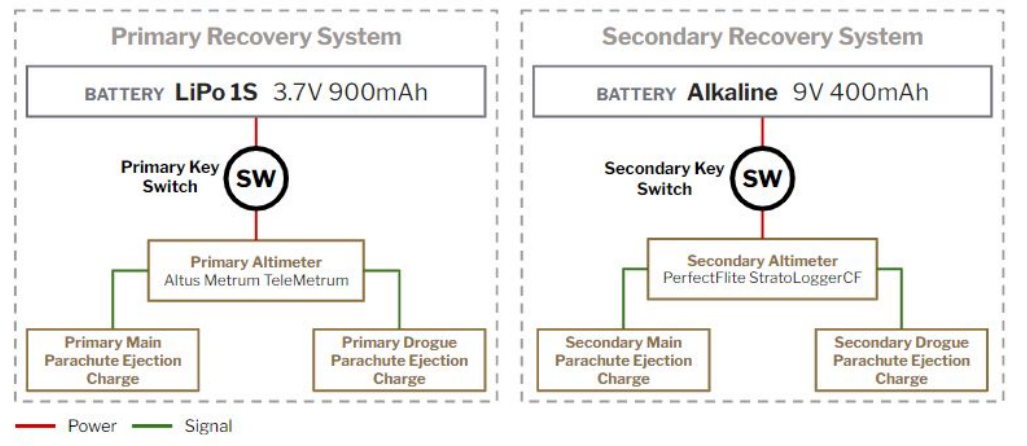 Primary Recovery System
BATTERY LiPo 1S 3.7V 900mAh
Primary Key
Switch
SW
Primary Altimeter
Altus Metrum TeleMetrum
Primary Main
Parachute Ejection
Charge
Primary Drogue
Parachute Ejection
Charge
Secondary Recovery System
BATTERY Alkaline 9V 400mAh
Secondary Key
Switch
SW
Secondary Altimeter
PerfectFlite StratoLoggerCF
Secondary Main
Parachute Ejection
Charge
Secondary Drogue
Parachute Ejection
Charge
Power
Signal